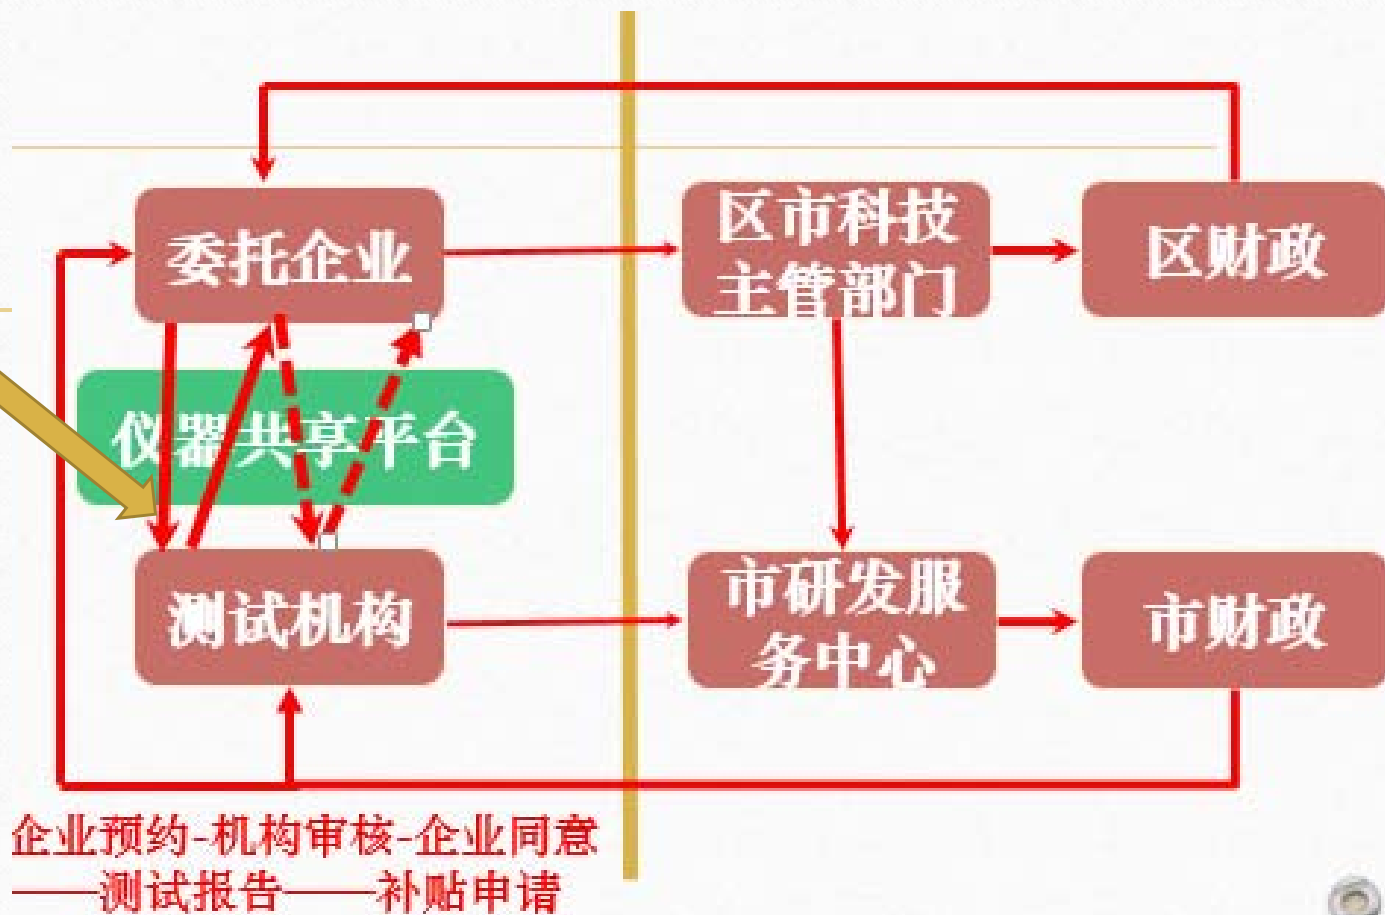 委托企业
区市科技
主管部门
区财政
仪器共享平台
测试机构
市研发服
务中心
市财政
企业预约-机构审核-企业同意
——测试报告——补贴申请